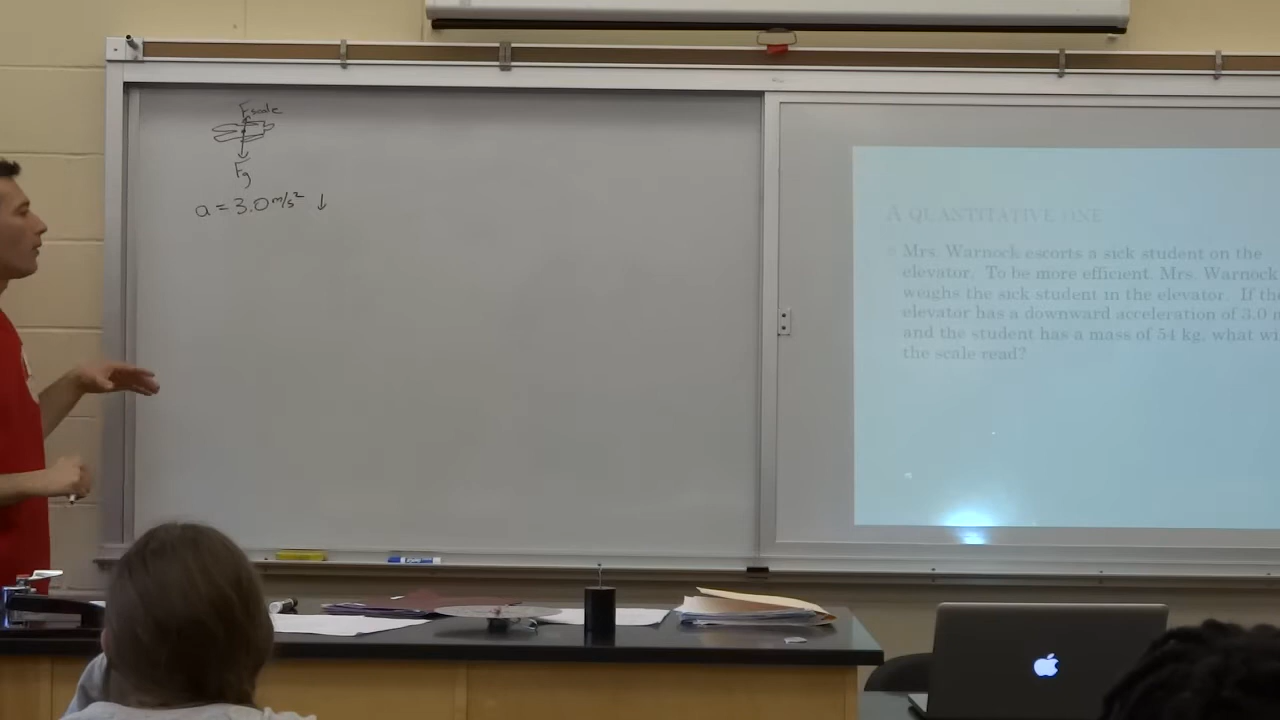 Fscale
Fg
a = 3.0 m/s² ↓
A QUANTITATIVE ONE
Mrs. Warnock escorts a sick student on the
elevator. To be more efficient, Mrs. Warnock
weighs the sick student in the elevator. If the
elevator has a downward acceleration of 3.0
and the student has a mass of 54 kg, what
the scale read?